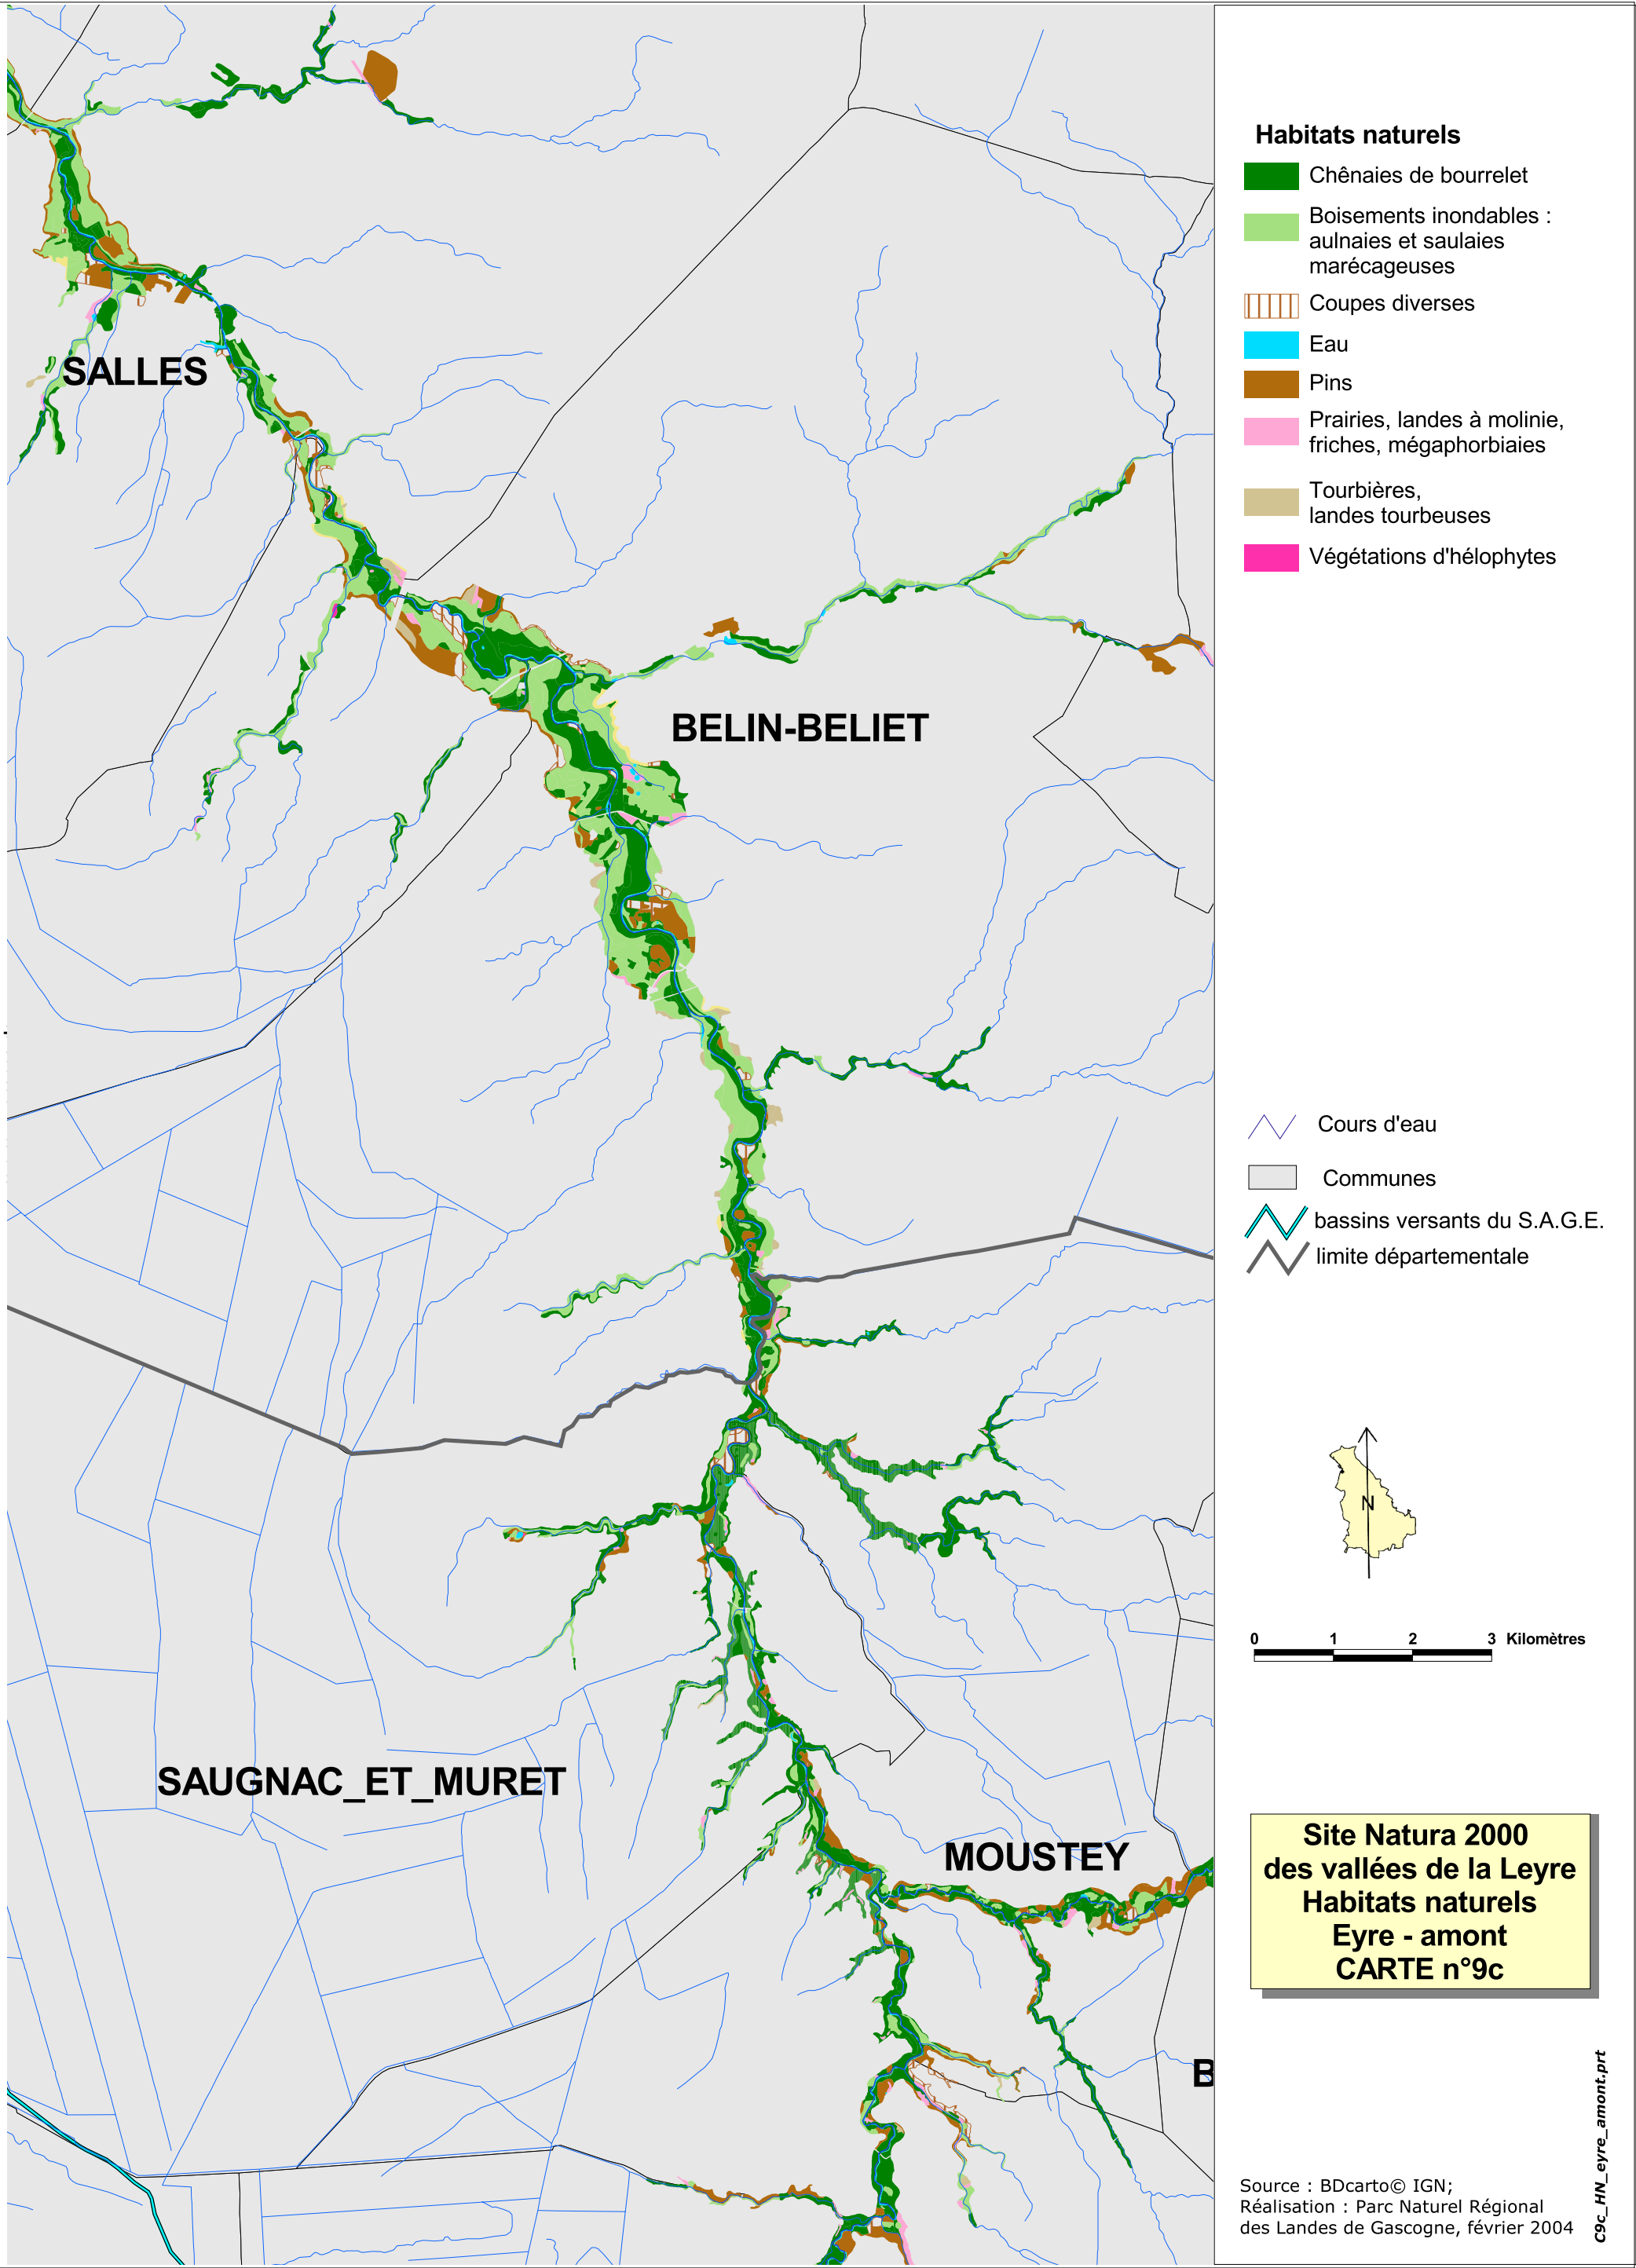 SALLES
BELIN-BELIET
SAUGNAC_ET_MURET
MOUSTEY
B
Habitats naturels
Chênaies de bourrelet
Boisements inondables :
aulnaies et saulaies
marécageuses
Coupes diverses
Eau
Pins
Prairies, landes à molinie,
friches, mégaphorbiaies
Tourbières,
landes tourbeuses
Végétations d'hélophytes
Cours d'eau
Communes
bassins versants du S.A.G.E.
limite départementale
N
0 1 2 3 Kilomètres
Site Natura 2000
des vallées de la Leyre
Habitats naturels
Eyre - amont
CARTE n°9c
Source : BDcarto© IGN;
Réalisation : Parc Naturel Régional
des Landes de Gascogne, février 2004
C9c_HN_eyre_amont.prt